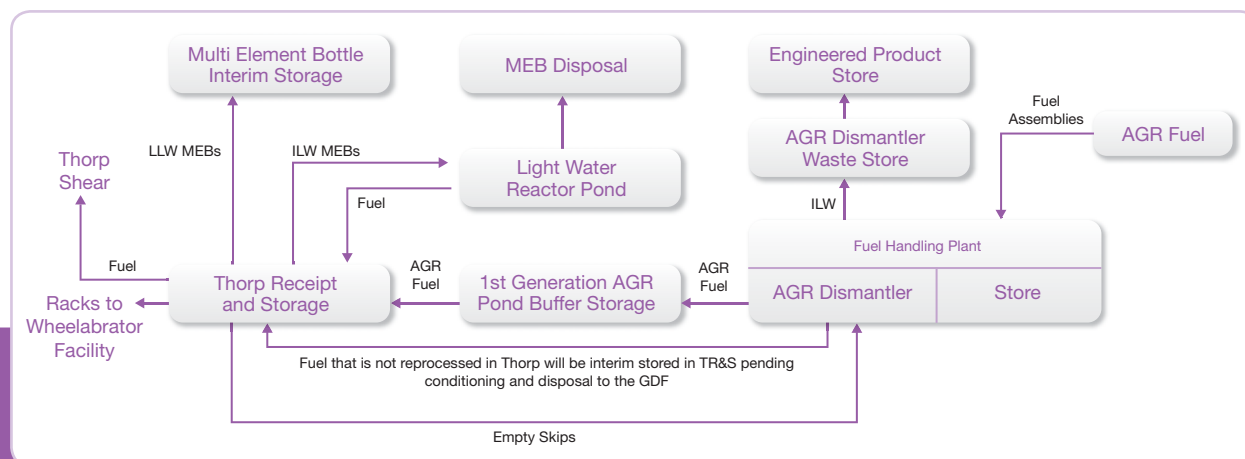 Multi Element Bottle
Interim Storage
MEB Disposal
Engineered Product
Store
Fuel
Assemblies
AGR Fuel
AGR Dismantler
Waste Store
LLW MEBs
ILW MEBs
Thorp
Shear
Light Water
Reactor Pond
Fuel
ILW
Fuel Handling Plant
Fuel
Thorp Receipt
and Storage
AGR
Fuel
1st Generation AGR
Pond Buffer Storage
AGR
Fuel
AGR Dismantler
Store
Racks to
Wheelabrator
Facility
Fuel that is not reprocessed in Thorp will be interim stored in TR&S pending
conditioning and disposal to the GDF
Empty Skips